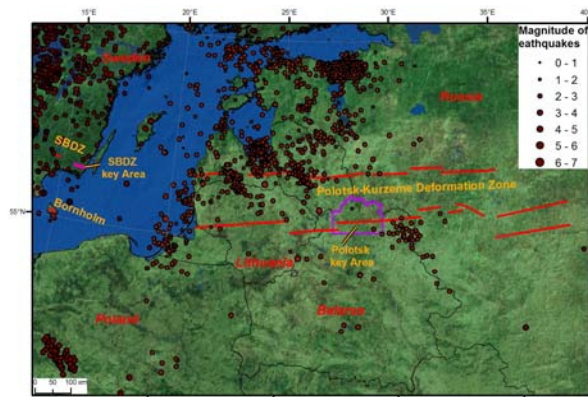 15°E
20°E
25°E
30°E
35°E
40
Magnitude of
eathquakes
0 - 1
1 - 2
2 - 3
3 - 4
4 - 5
5 - 6
6 - 7
Sweden
Russia
SBDZ
SBDZ
key Area
Polotsk-Kurzeme Deformation Zone
55°N
Bornholm
Polotsk
key Area
Lithuania
Poland
Belarus
0 50 100 km